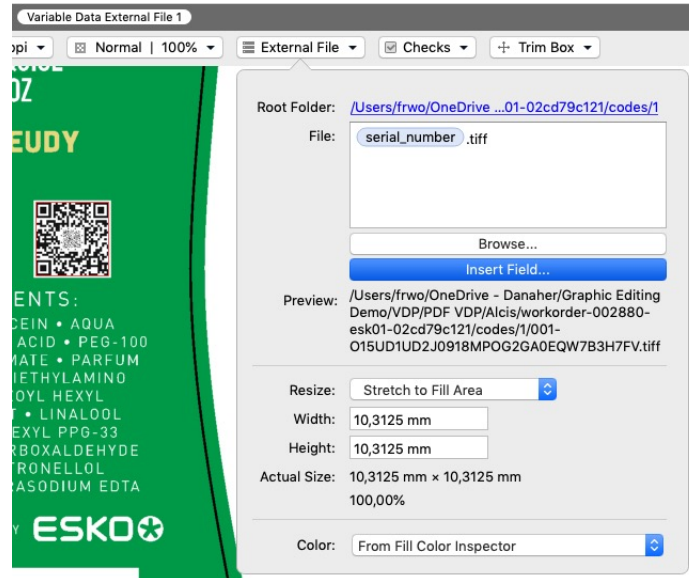 Variable Data External File 1
opi
Normal | 100%
External File
Checks
Trim Box
OZ
EUDY
ENTS:
CEIN • AQUA
ACID • PEG-100
MATE • PARFUM
IETHYLAMINO
OYL HEXYL
T • LINALOOL
EXYL PPG-33
RBOXALDEHYDE
TRONELLOL
ASODIUM EDTA
Y ESKO
Root Folder: /Users/frwo/OneDrive ...01-02cd79c121/codes/1
File: serial_number .tiff
Browse...
Insert Field...
Preview: /Users/frwo/OneDrive - Danaher/Graphic Editing
Demo/VDP/PDF VDP/Alcis/workorder-002880-
esk01-02cd79c121/codes/1/001-
O15UD1UD2J0918MPOG2GA0EQW7B3H7FV.tiff
Resize: Stretch to Fill Area
Width: 10,3125 mm
Height: 10,3125 mm
Actual Size: 10,3125 mm × 10,3125 mm
100,00%
Color: From Fill Color Inspector